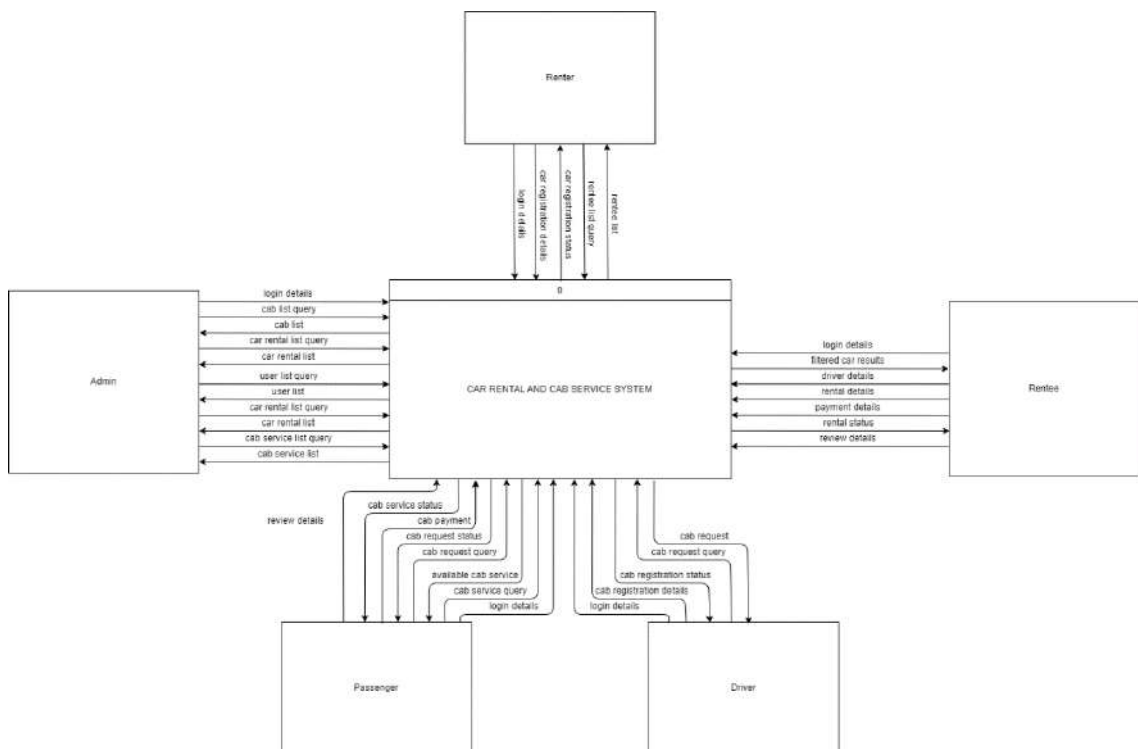 Renter
login details
car registration details
car registration status
rentee list query
rentee list
0
CAR RENTAL AND CAB SERVICE SYSTEM
Admin
login details
cab list query
cab list
car rental list query
car rental list
user list query
user list
car rental list query
car rental list
cab service list query
cab service list
login details
filtered car results
driver details
rental details
payment details
rental status
review details
Rentee
review details
cab service status
cab payment
cab request status
cab request query
available cab service
cab service query
login details
Passenger
cab request
cab request query
cab registration status
cab registration details
login details
Driver